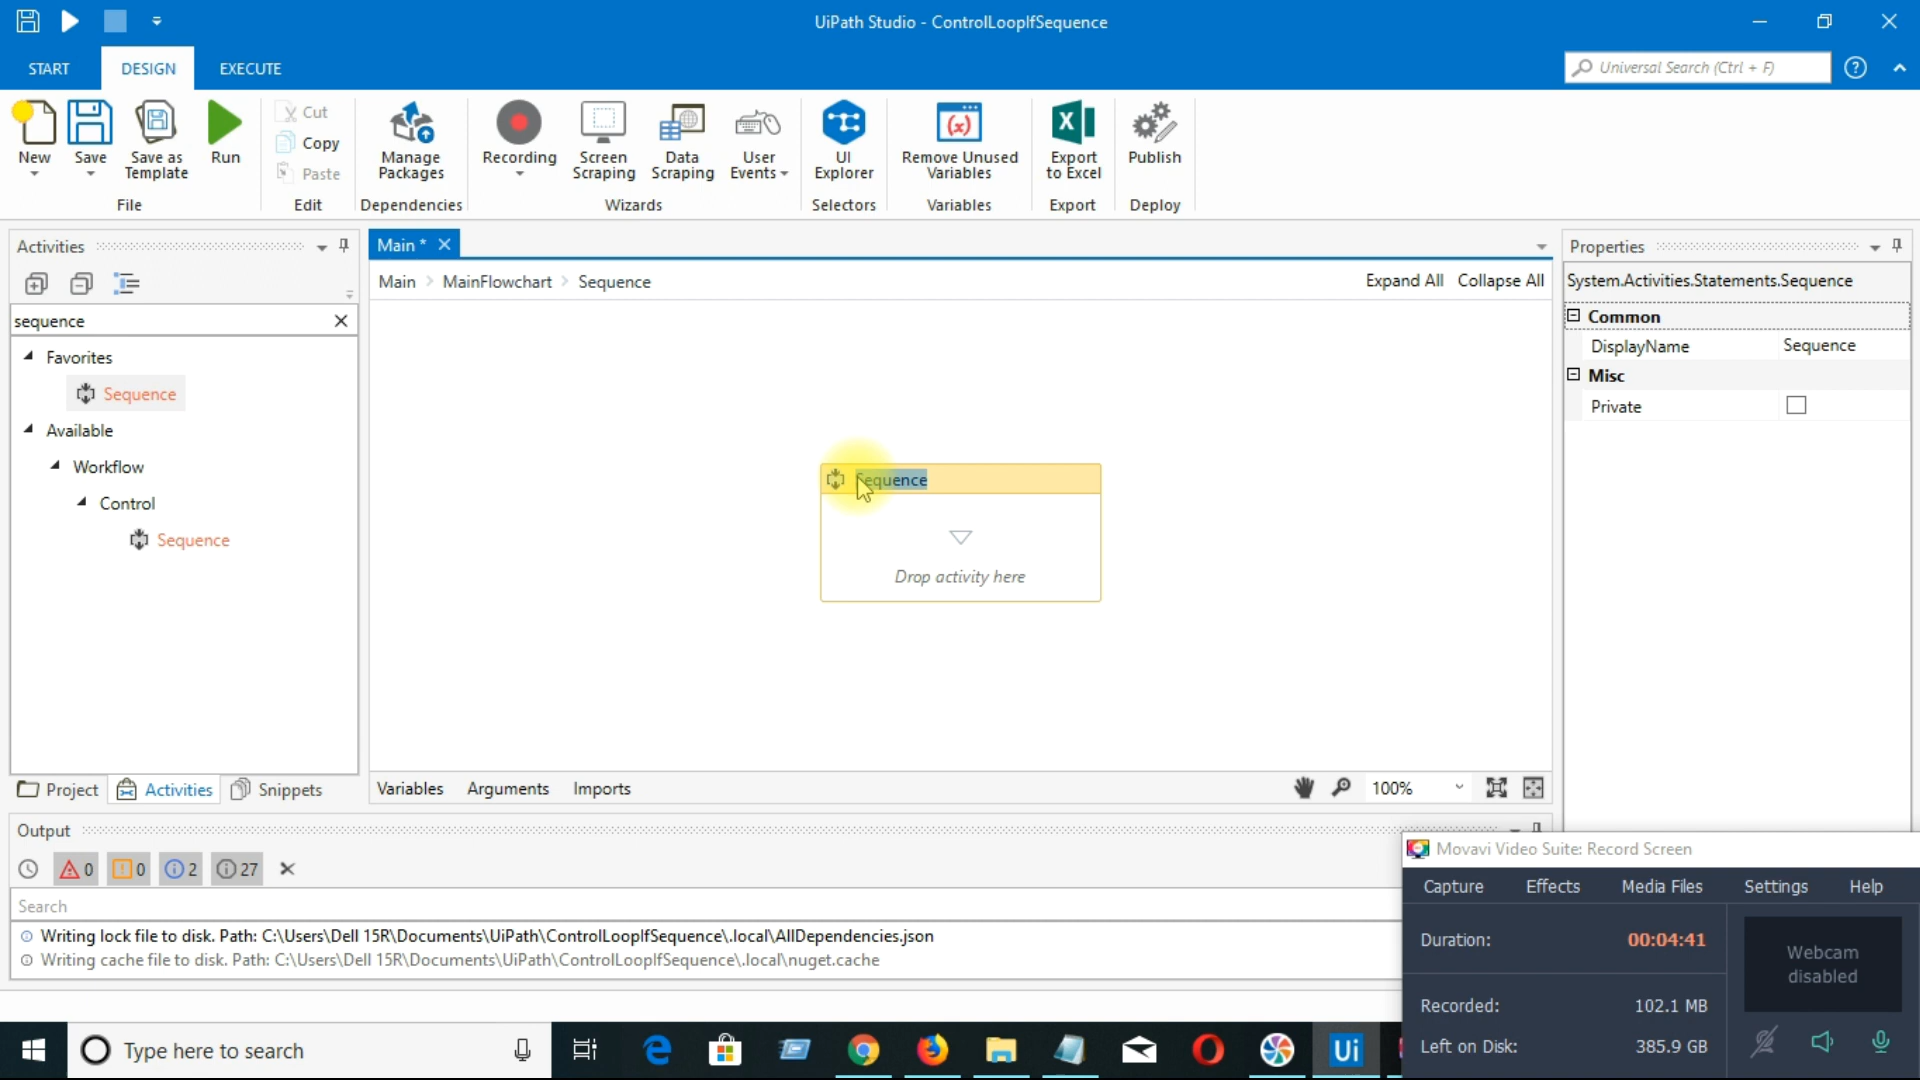 UiPath Studio - ControlLoopIfSequence
START
DESIGN
EXECUTE
Universal Search (Ctrl + F)
New
Save
Save as
Template
Run
Cut
Copy
Paste
Manage
Packages
Recording
Screen
Scraping
Data
Scraping
User
Events
UI
Explorer
Remove Unused
Variables
Export
to Excel
Publish
File
Edit
Dependencies
Wizards
Selectors
Variables
Export
Deploy
Activities
sequence
Favorites
Sequence
Available
Workflow
Control
Sequence
Project
Activities
Snippets
Main *
Main
MainFlowchart
Sequence
Expand All
Collapse All
Sequence
Drop activity here
Variables
Arguments
Imports
100%
Properties
System.Activities.Statements.Sequence
Common
DisplayName
Sequence
Misc
Private
Output
0
0
2
27
Search
Writing lock file to disk. Path: C:\Users\Dell 15R\Documents\UiPath\ControlLoopIfSequence\.local\AllDependencies.json
Writing cache file to disk. Path: C:\Users\Dell 15R\Documents\UiPath\ControlLoopIfSequence\.local\nuget.cache
Movavi Video Suite: Record Screen
Capture
Effects
Media Files
Settings
Help
Duration:
00:04:41
Webcam
disabled
Recorded:
102.1 MB
Left on Disk:
385.9 GB
Type here to search
Ui